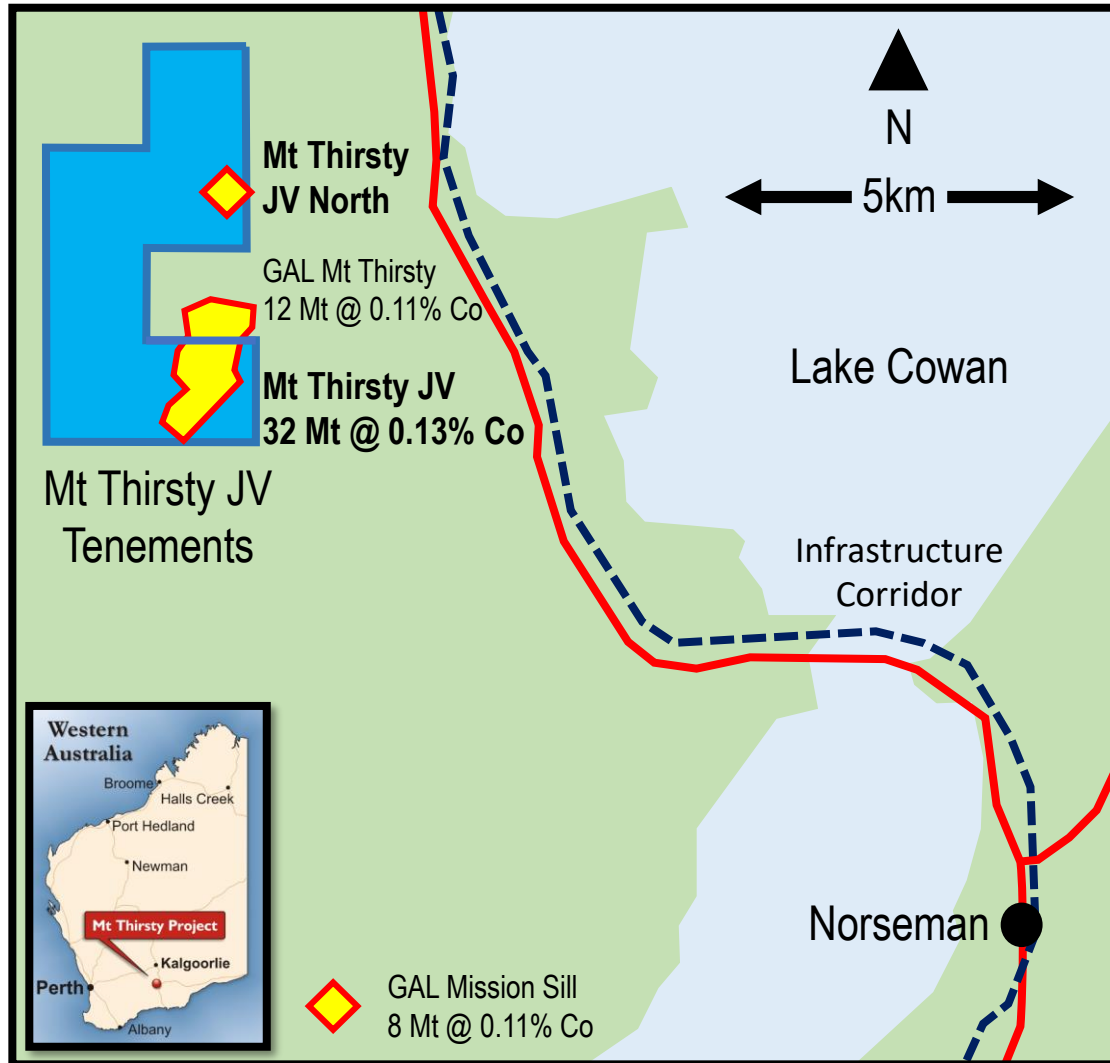 N
5km
Mt Thirsty
JV North
GAL Mt Thirsty
12 Mt @ 0.11% Co
Mt Thirsty JV
32 Mt @ 0.13% Co
Mt Thirsty JV
Tenements
Lake Cowan
Infrastructure
Corridor
Norseman
Western
Australia
Broome
Halls Creek
Port Hedland
Newman
Mt Thirsty Project
Kalgoorlie
Perth
Albany
GAL Mission Sill
8 Mt @ 0.11% Co